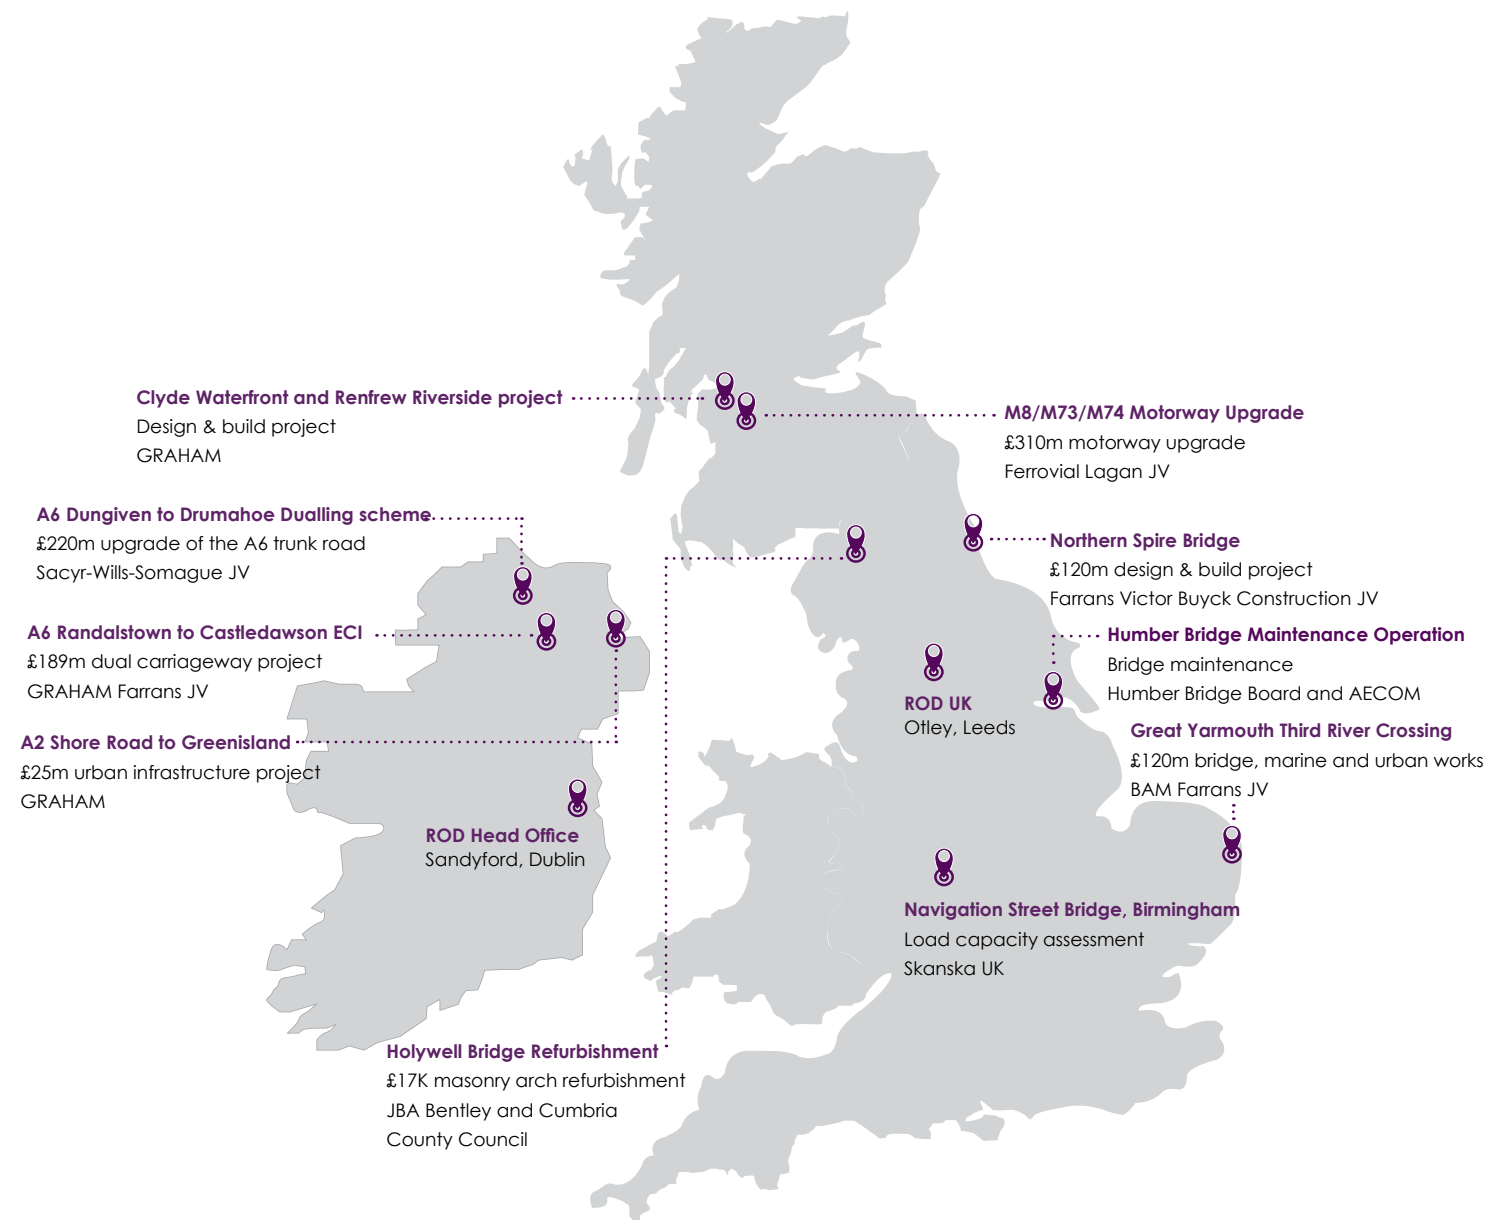 Clyde Waterfront and Renfrew Riverside project
Design & build project
GRAHAM
M8/M73/M74 Motorway Upgrade
£310m motorway upgrade
Ferrovial Lagan JV
A6 Dungiven to Drumahoe Dualling scheme
£220m upgrade of the A6 trunk road
Sacyr-Wills-Somague JV
Northern Spire Bridge
£120m design & build project
Farrans Victor Buyck Construction JV
A6 Randalstown to Castledawson ECI
£189m dual carriageway project
GRAHAM Farrans JV
Humber Bridge Maintenance Operation
Bridge maintenance
Humber Bridge Board and AECOM
ROD UK
Otley, Leeds
A2 Shore Road to Greenisland
£25m urban infrastructure project
GRAHAM
Great Yarmouth Third River Crossing
£120m bridge, marine and urban works
BAM Farrans JV
ROD Head Office
Sandyford, Dublin
Navigation Street Bridge, Birmingham
Load capacity assessment
Skanska UK
Holywell Bridge Refurbishment
£17K masonry arch refurbishment
JBA Bentley and Cumbria
County Council